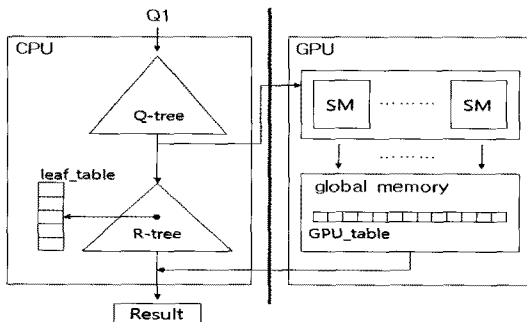 Q1
CPU
GPU
Q-tree
SM ········ SM
········
leaf_table
global memory
GPU_table
R-tree
Result